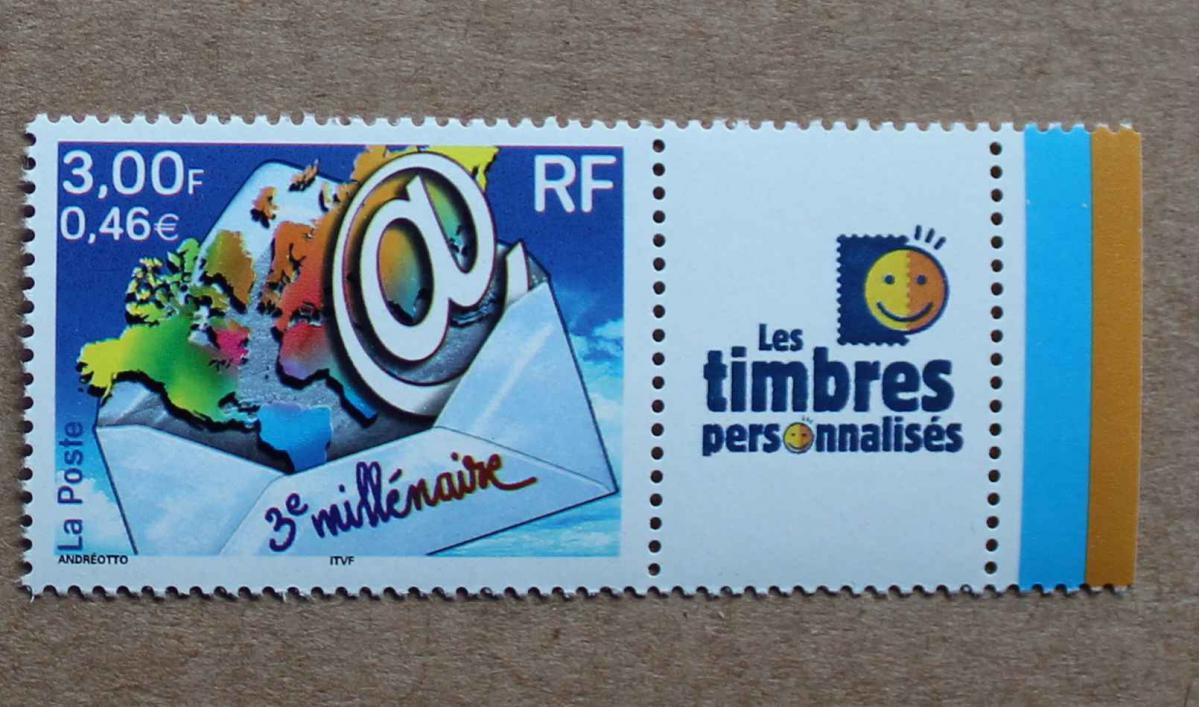 3,00F
0,46€
RF
@
La Poste
3e millénaire
ANDRÉOTTO
ITVF
Les
timbres
personnalisés